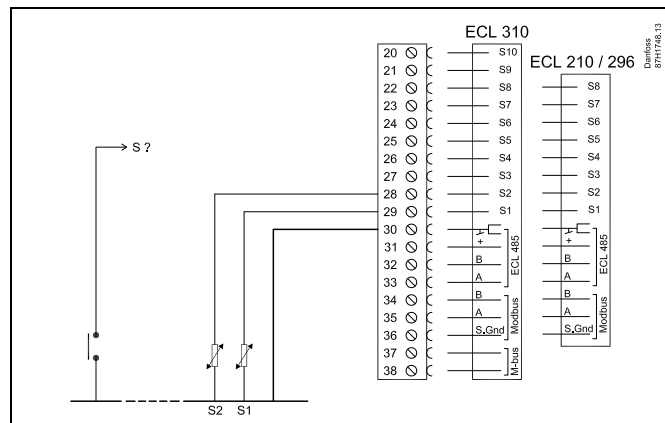 ECL 310
ECL 210 / 296
Danfoss
87H1748.13
S ?
20 S10
21 S9
22 S8 S8
23 S7 S7
24 S6 S6
25 S5 S5
26 S4 S4
27 S3 S3
28 S2 S2
29 S1 S1
30
31 + +
32 B B
33 A A
ECL 485
ECL 485
34 B B
35 A A
36 S.Gnd S.Gnd
Modbus
Modbus
37
38
M-bus
S2 S1